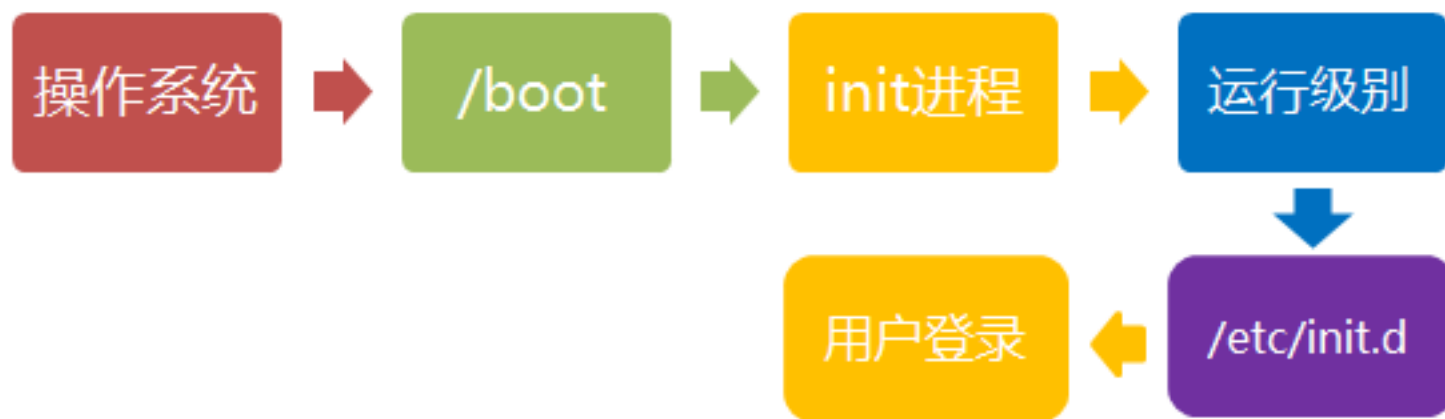 操作系统
/boot
init进程
运行级别
/etc/init.d
用户登录